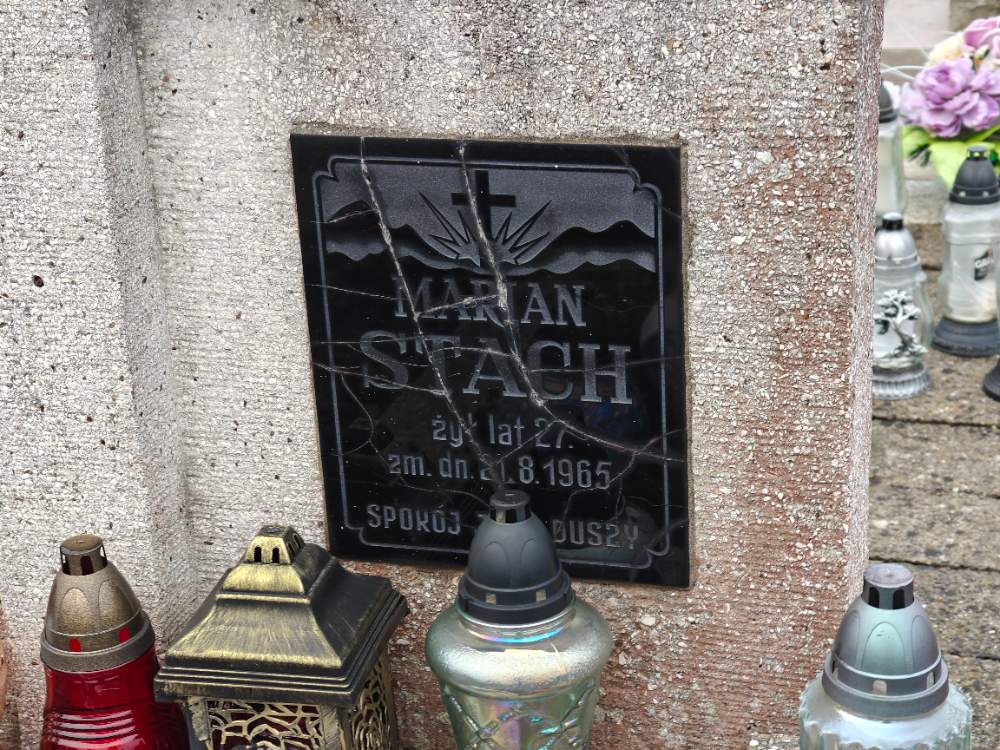 MARIAN
STACH
żył lat 27.
zm. dn. 21.8.1965
SPOKÓJ DUSZY